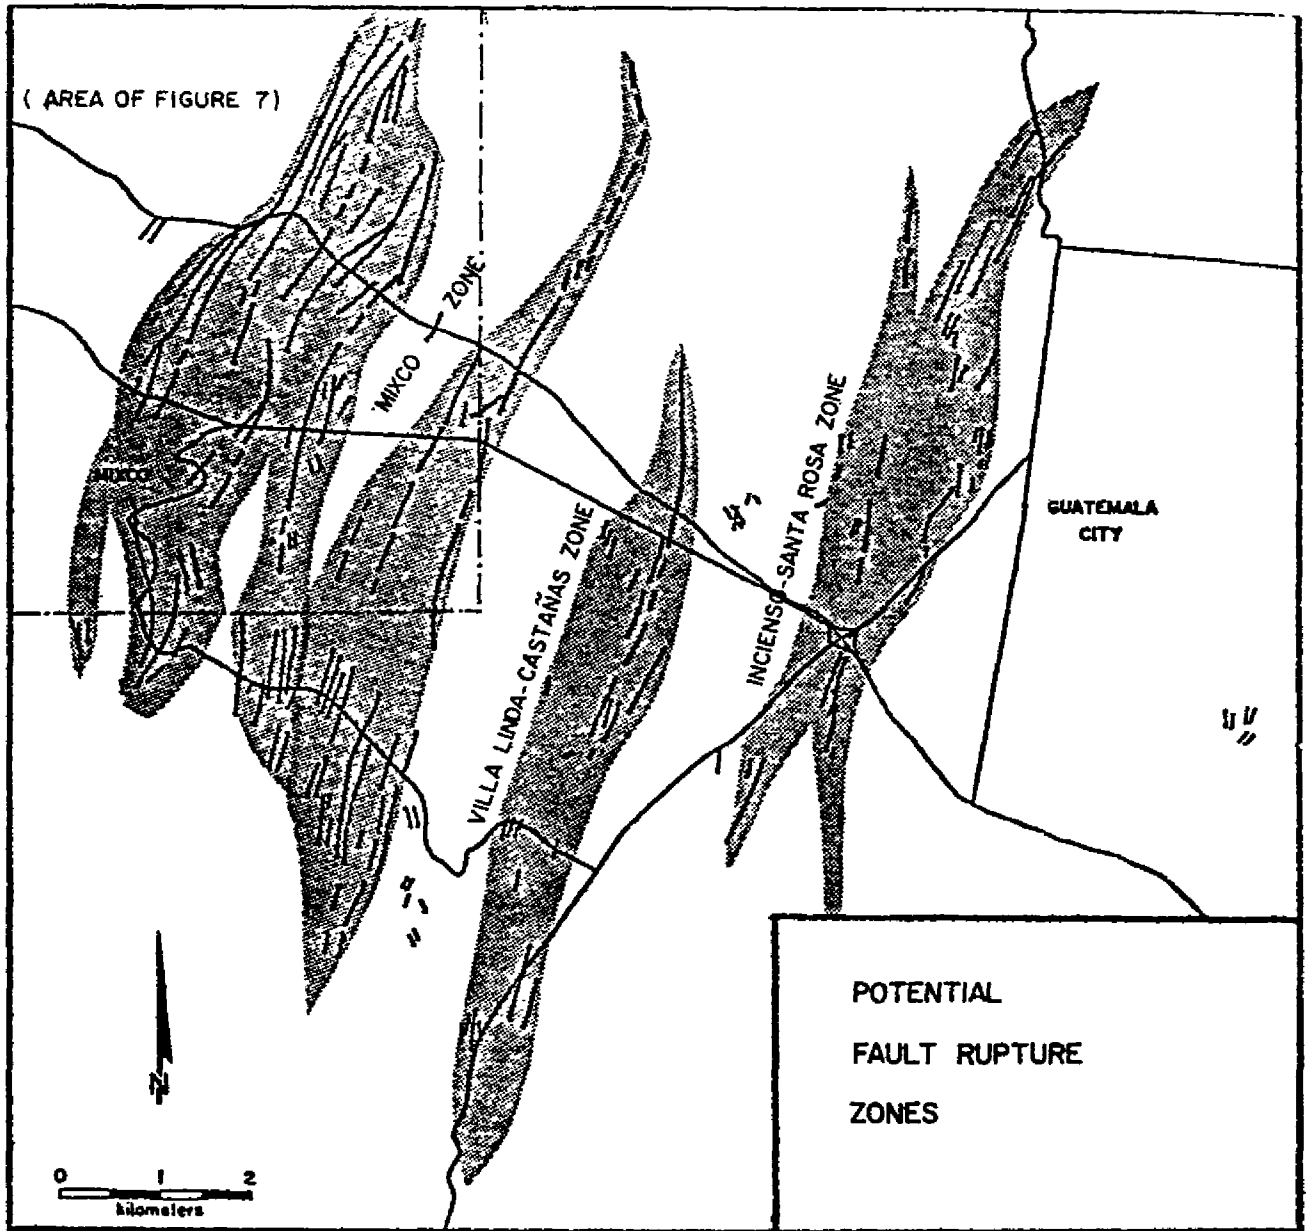 ( AREA OF FIGURE 7)
MIXCO ZONE
MIXCO
VILLA LINDA-CASTAÑAS ZONE
INCIENSO-SANTA ROSA ZONE
GUATEMALA
CITY
N
0 1 2
kilometers
POTENTIAL
FAULT RUPTURE
ZONES